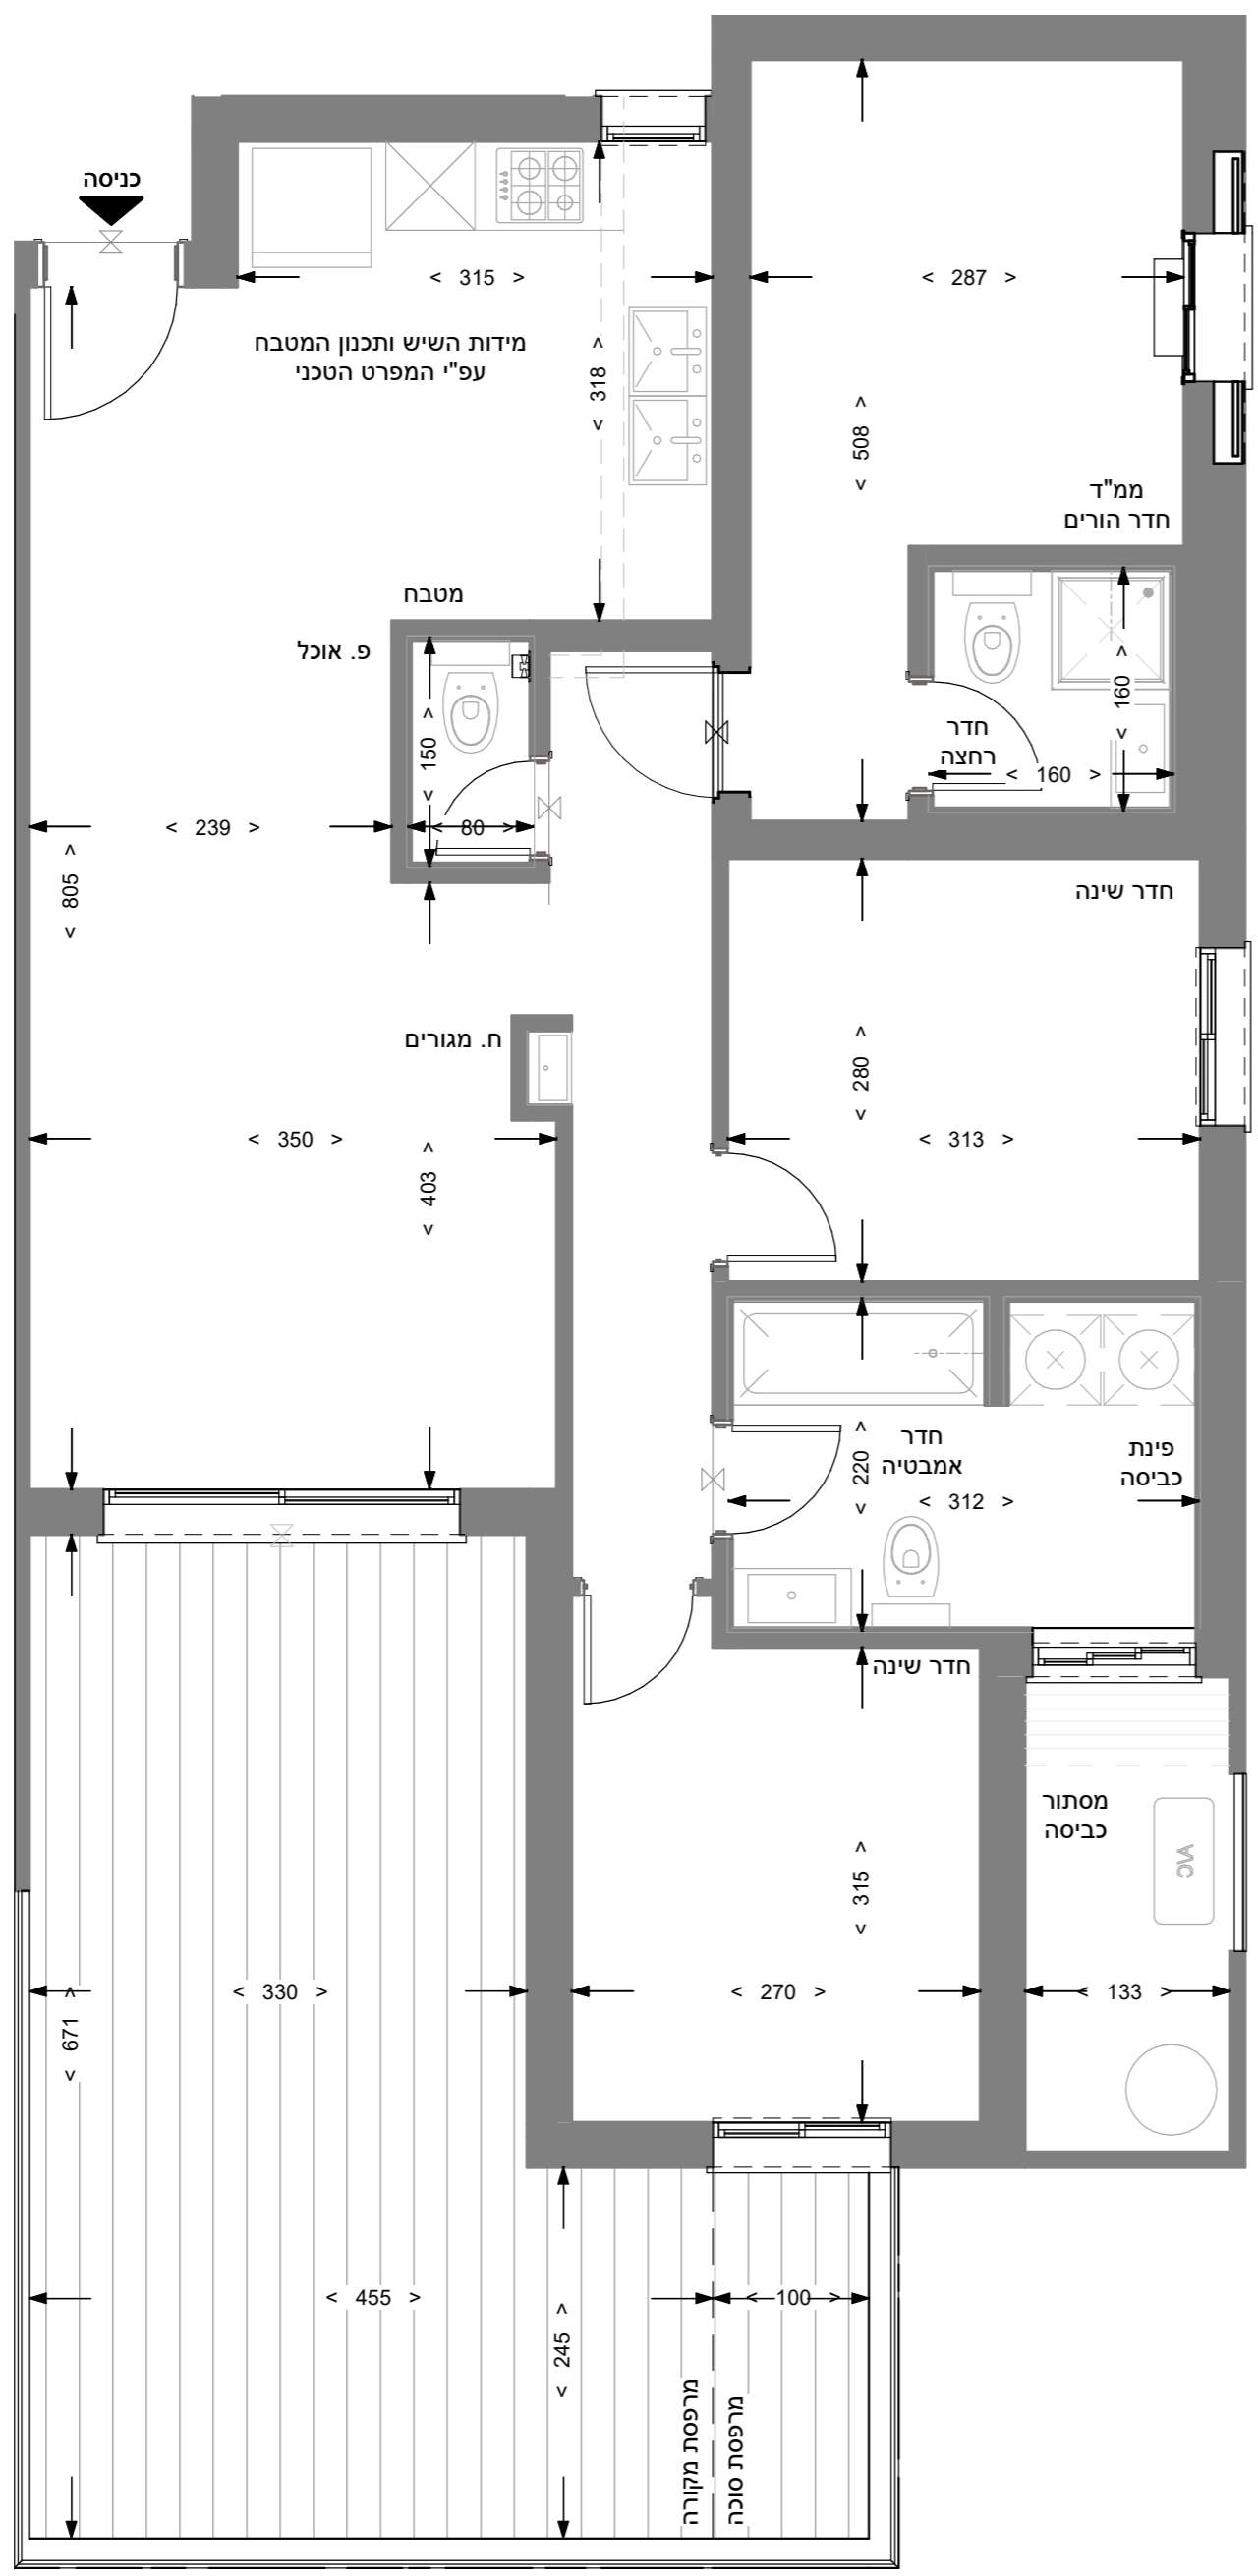 כניסה
< 315 >
< 287 >
מידות השיש ותכנון המטבח
עפ"י המפרט הטכני
< 318 >
< 508 >
ממ"ד
חדר הורים
מטבח
פ. אוכל
< 150 >
< 80 >
חדר
רחצה
< 160 >
< 160 >
< 239 >
< 805 >
חדר שינה
ח. מגורים
< 280 >
< 350 >
< 403 >
< 313 >
חדר
אמבטיה
פינת
כביסה
< 220 >
< 312 >
חדר שינה
מסתור
כביסה
A/C
< 315 >
< 330 >
< 671 >
< 270 >
< 133 >
< 455 >
< 100 >
< 245 >
מרפסת מקורה
מרפסת סוכה